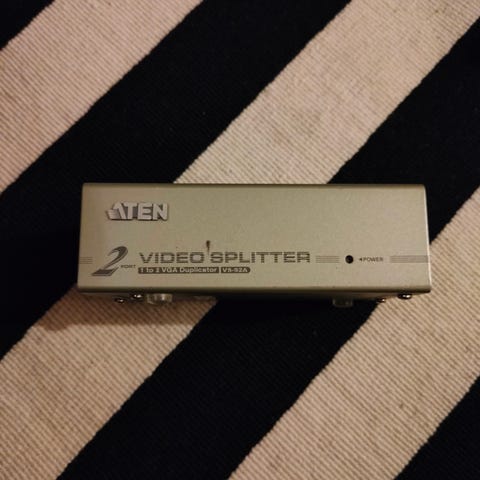 ATEN
2 PORT VIDEO SPLITTER
1 to 2 VGA Duplicator VS-92A
◄POWER